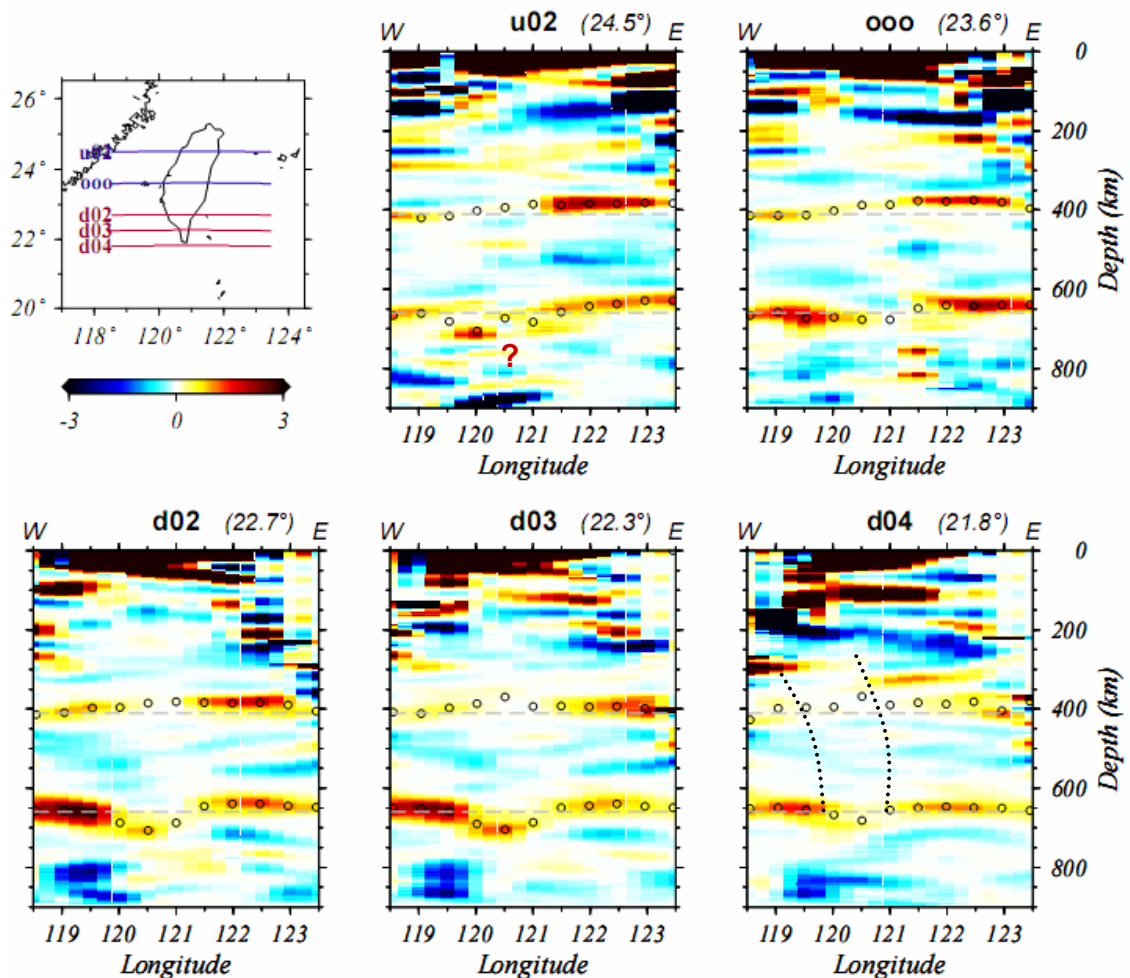 u02 (24.5°)
W E
ooo (23.6°)
W E
0
200
400
600
800
Depth (km)
26°
24°
22°
20°
118° 120° 122° 124°
u02
ooo
d02
d03
d04
-3 0 3
?
119 120 121 122 123
Longitude
119 120 121 122 123
Longitude
d02 (22.7°)
W E
d03 (22.3°)
W E
d04 (21.8°)
W E
0
200
400
600
800
Depth (km)
119 120 121 122 123
Longitude
119 120 121 122 123
Longitude
119 120 121 122 123
Longitude